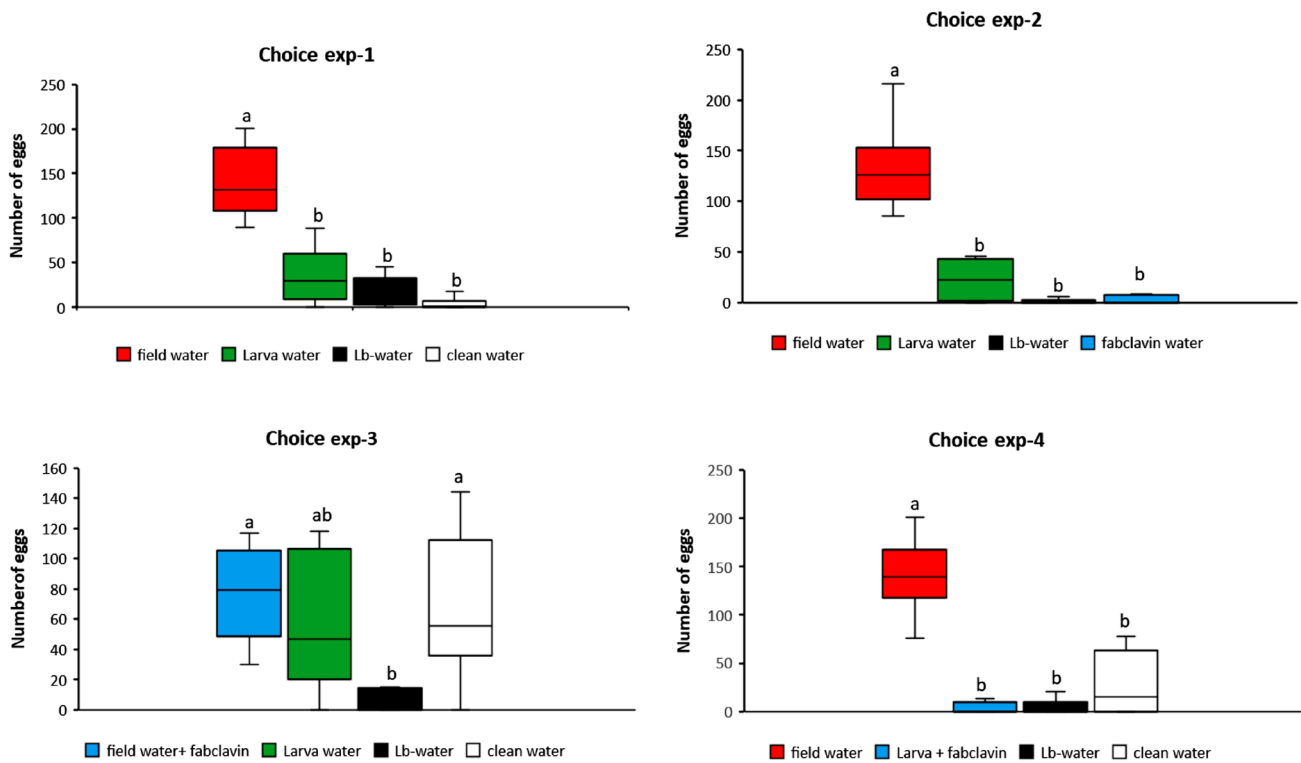 Choice exp-1
Number of eggs
250
200
150
100
50
0
a
b
b
b
field water Larva water Lb-water clean water
Choice exp-2
Number of eggs
250
200
150
100
50
0
a
b
b
b
field water Larva water Lb-water fabclavin water
Choice exp-3
Numberof eggs
160
140
120
100
80
60
40
20
0
a
ab
b
a
field water+ fabclavin Larva water Lb-water clean water
Choice exp-4
Number of eggs
250
200
150
100
50
0
a
b
b
b
field water Larva + fabclavin Lb-water clean water